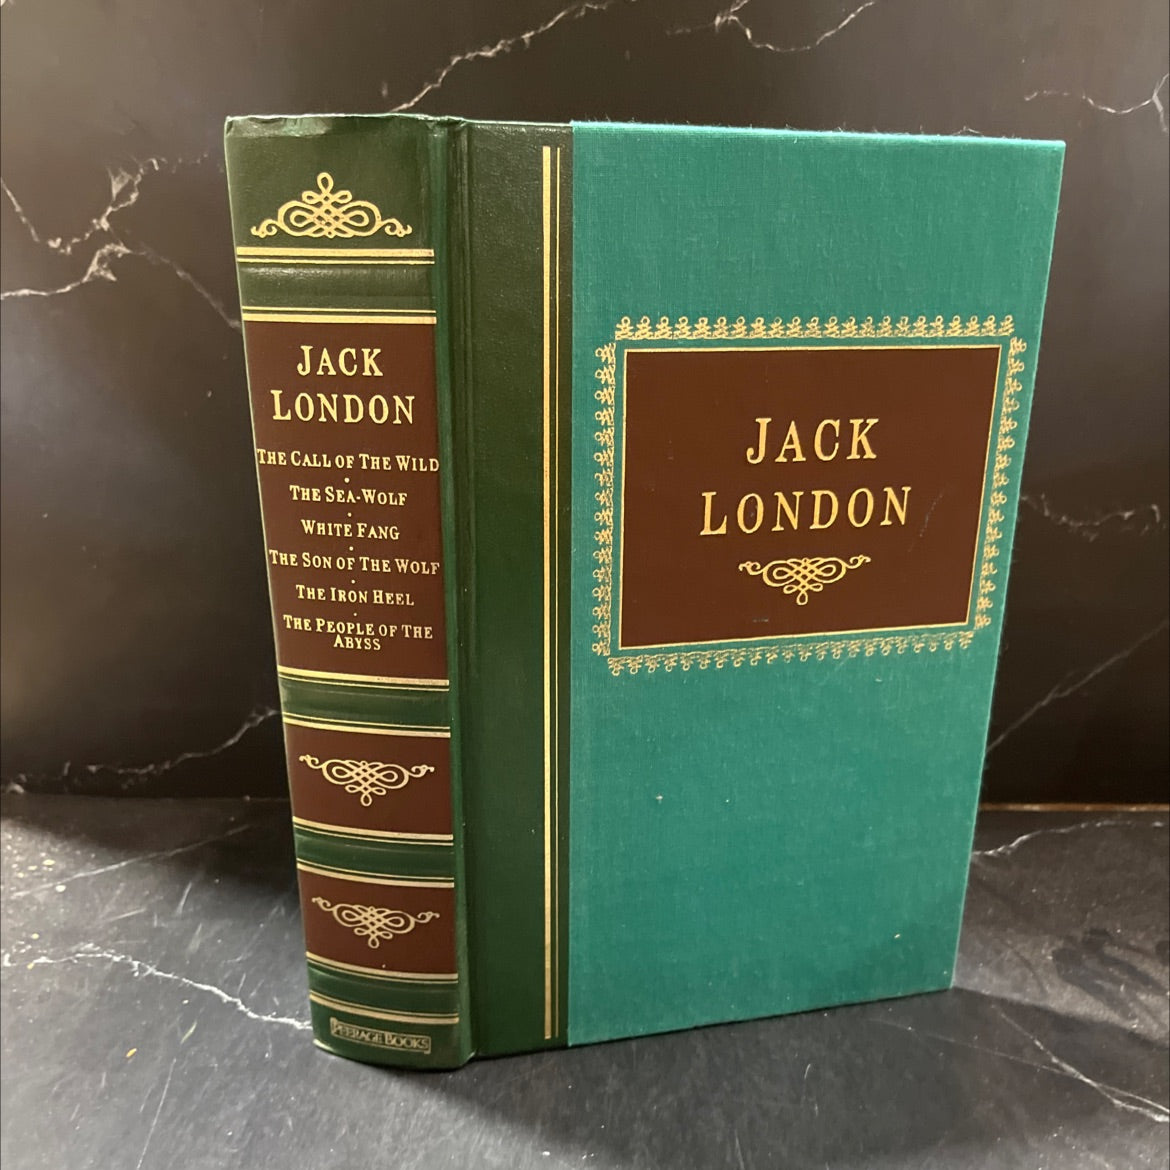 JACK
LONDON
THE CALL OF THE WILD
THE SEA-WOLF
WHITE FANG
THE SON OF THE WOLF
THE IRON HEEL
THE PEOPLE OF THE
ABYSS
PEERAGE BOOKS
JACK
LONDON